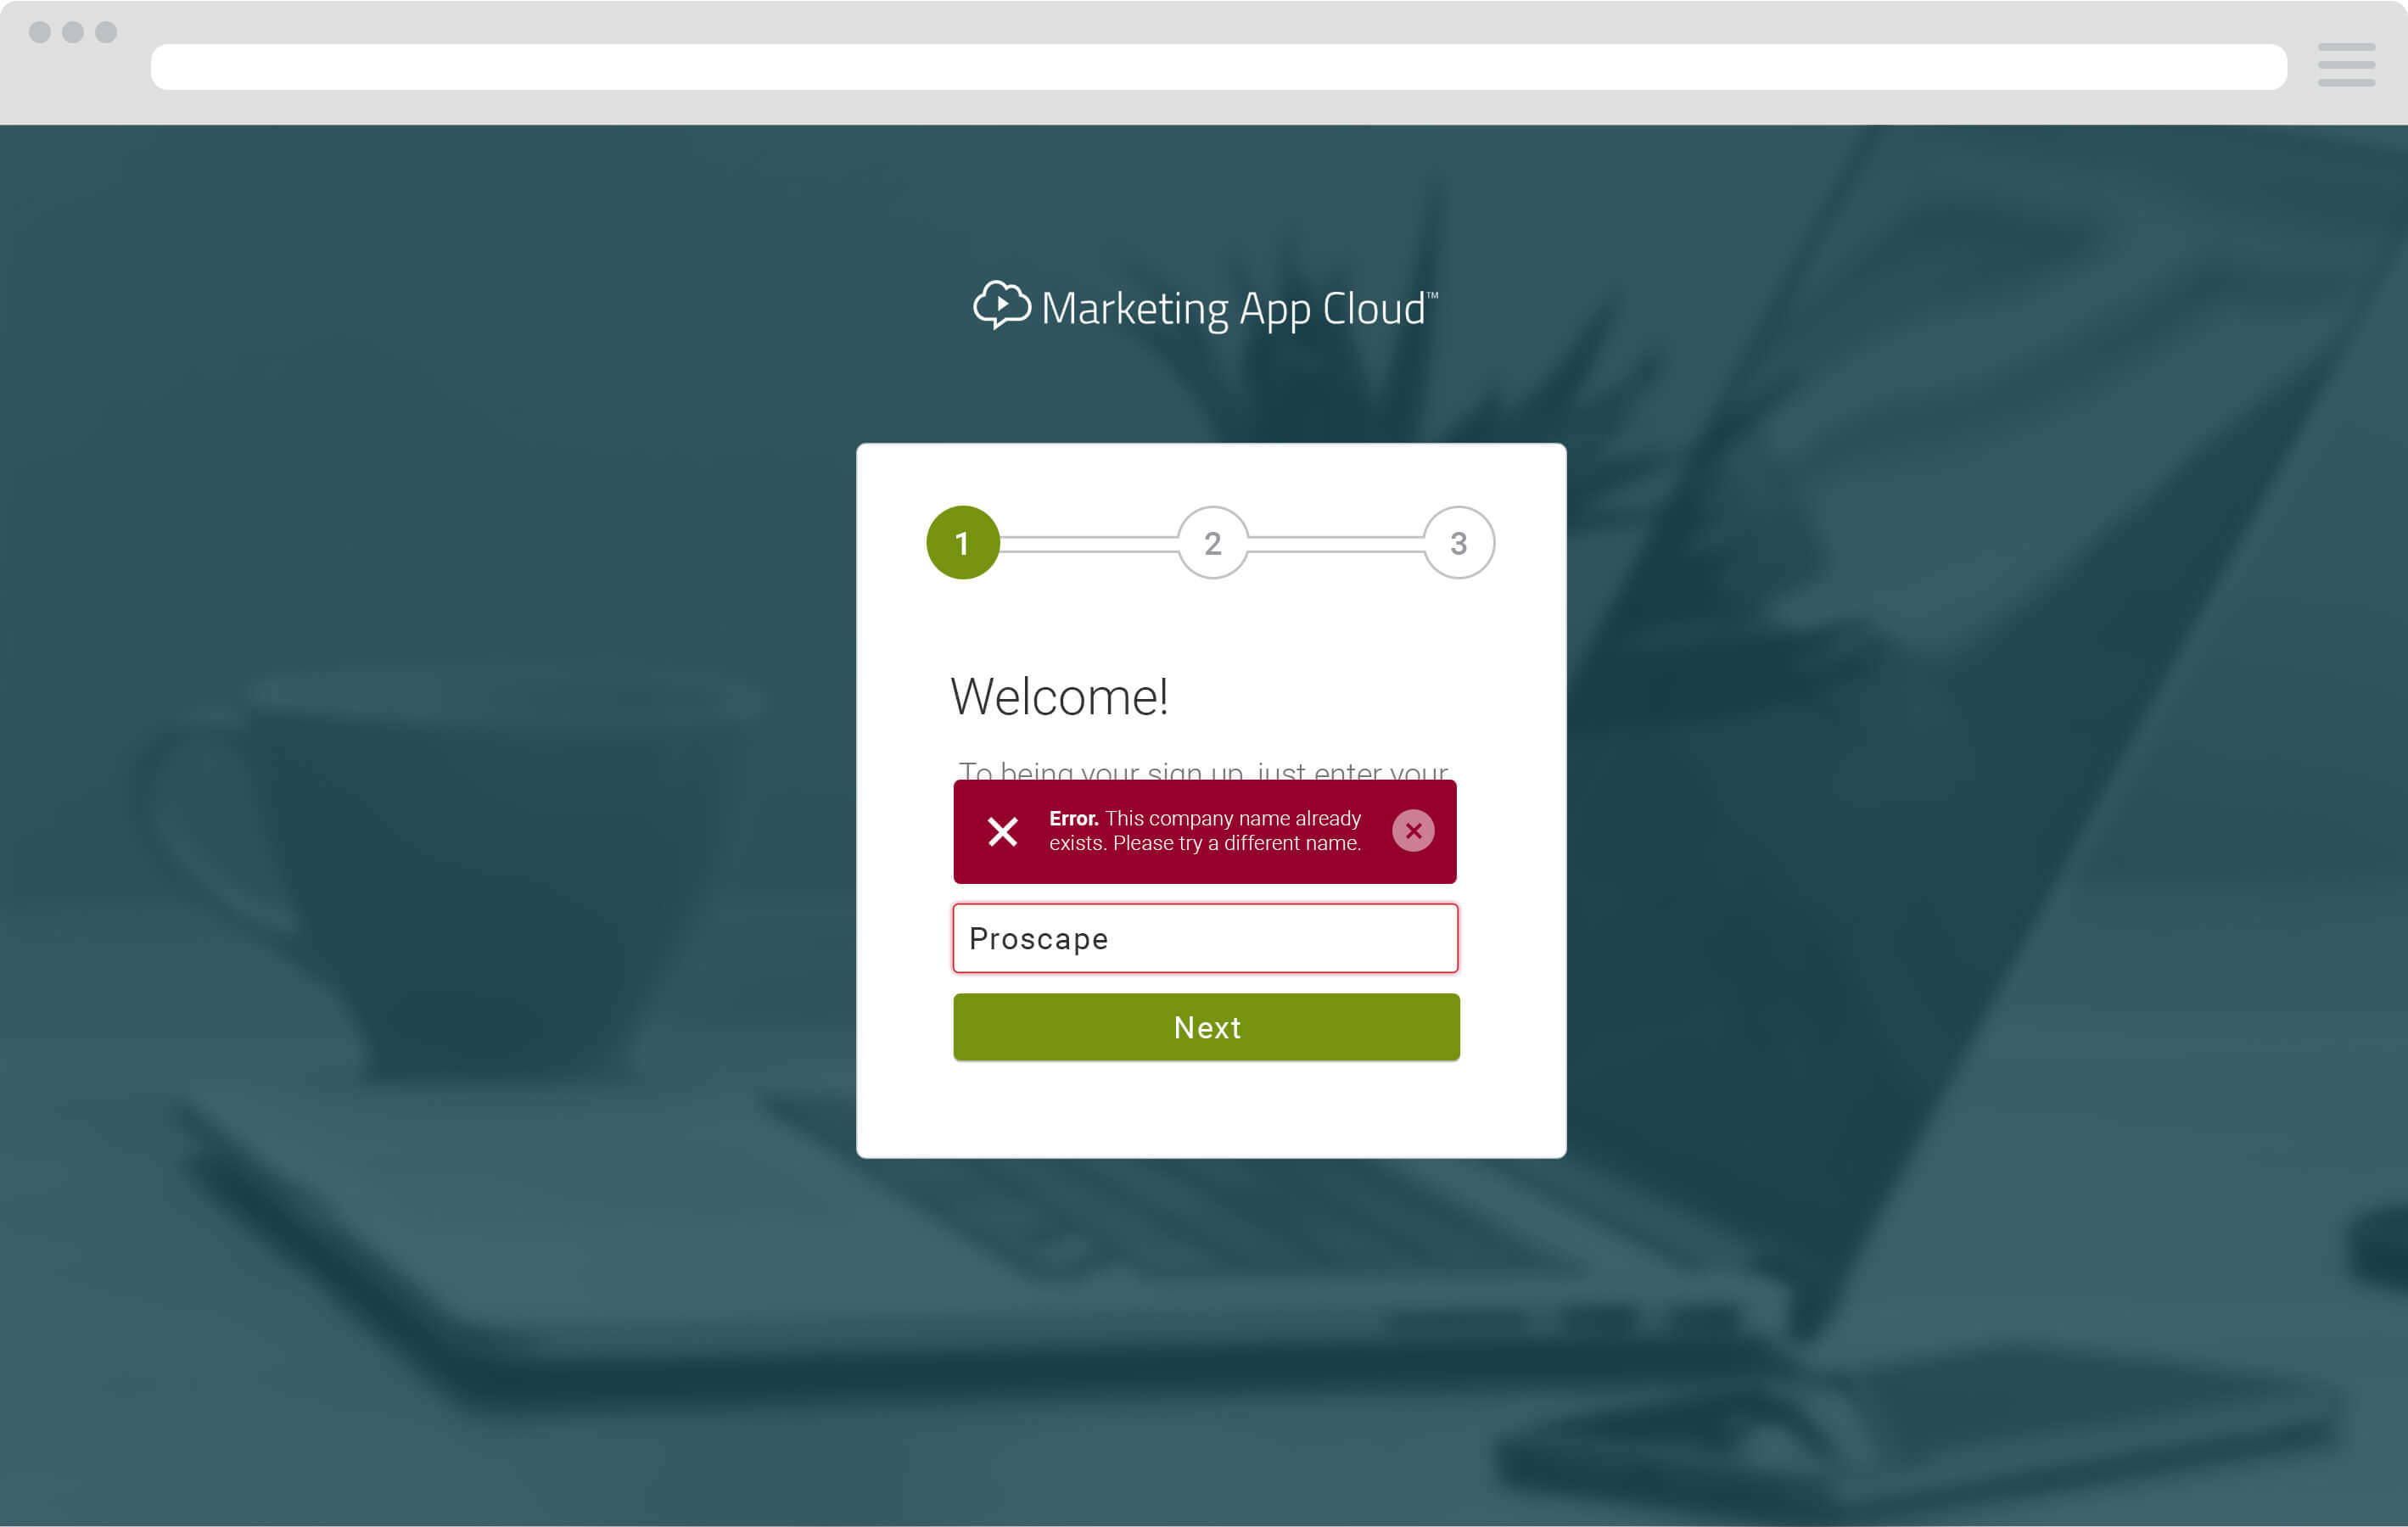 Marketing App Cloud™
1 2 3
Welcome!
To being your sign up, just enter your
Error. This company name already
exists. Please try a different name.
Proscape
Next